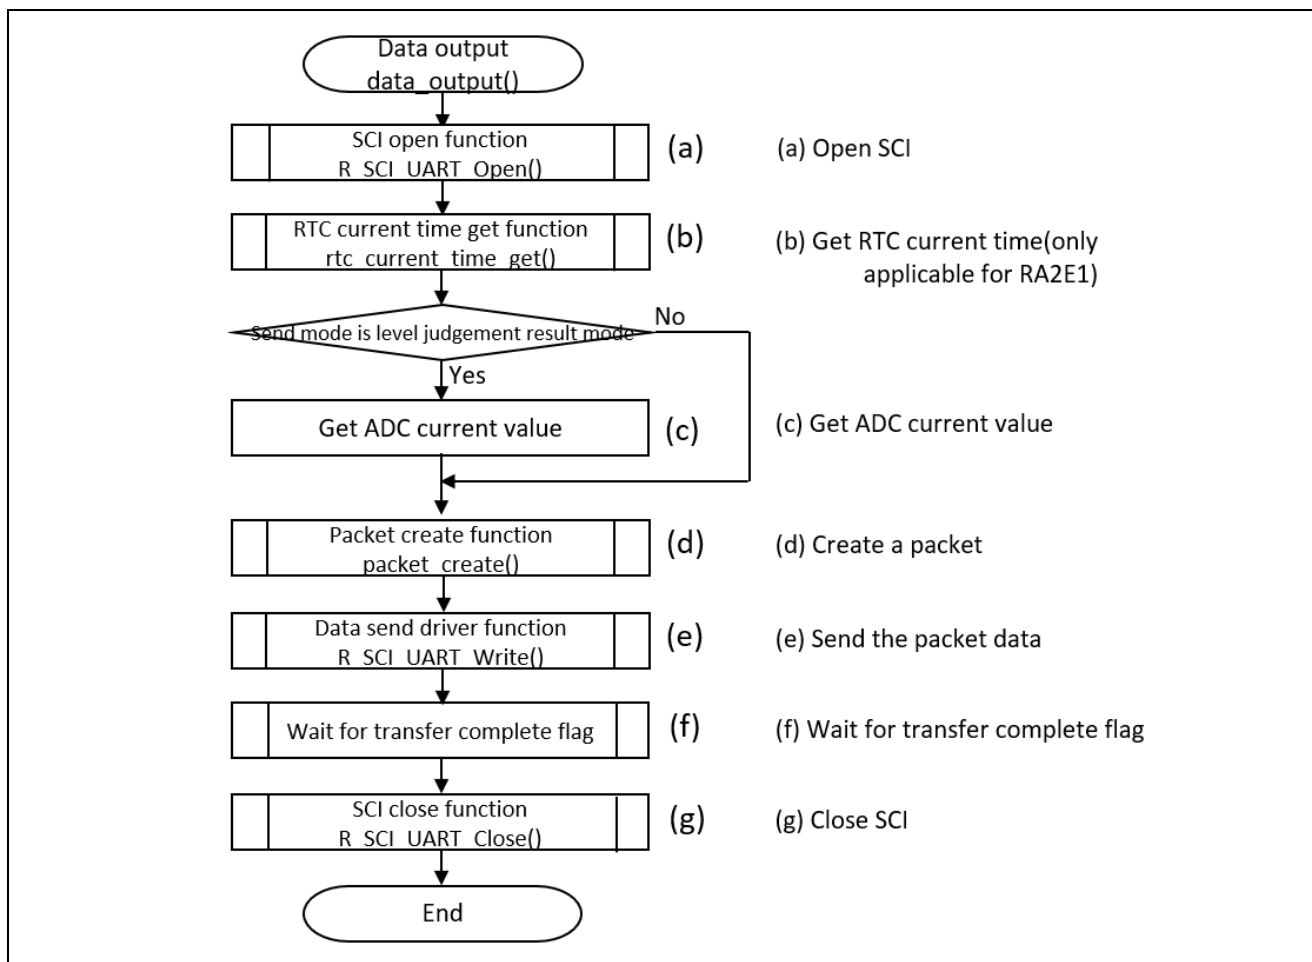 Data output
data_output()
SCI open function
R_SCI_UART_Open()
(a)
(a) Open SCI
RTC current time get function
rtc_current_time_get()
(b)
(b) Get RTC current time(only
applicable for RA2E1)
Send mode is level judgement result mode
No
Yes
Get ADC current value
(c)
(c) Get ADC current value
Packet create function
packet_create()
(d)
(d) Create a packet
Data send driver function
R_SCI_UART_Write()
(e)
(e) Send the packet data
Wait for transfer complete flag
(f)
(f) Wait for transfer complete flag
SCI close function
R_SCI_UART_Close()
(g)
(g) Close SCI
End